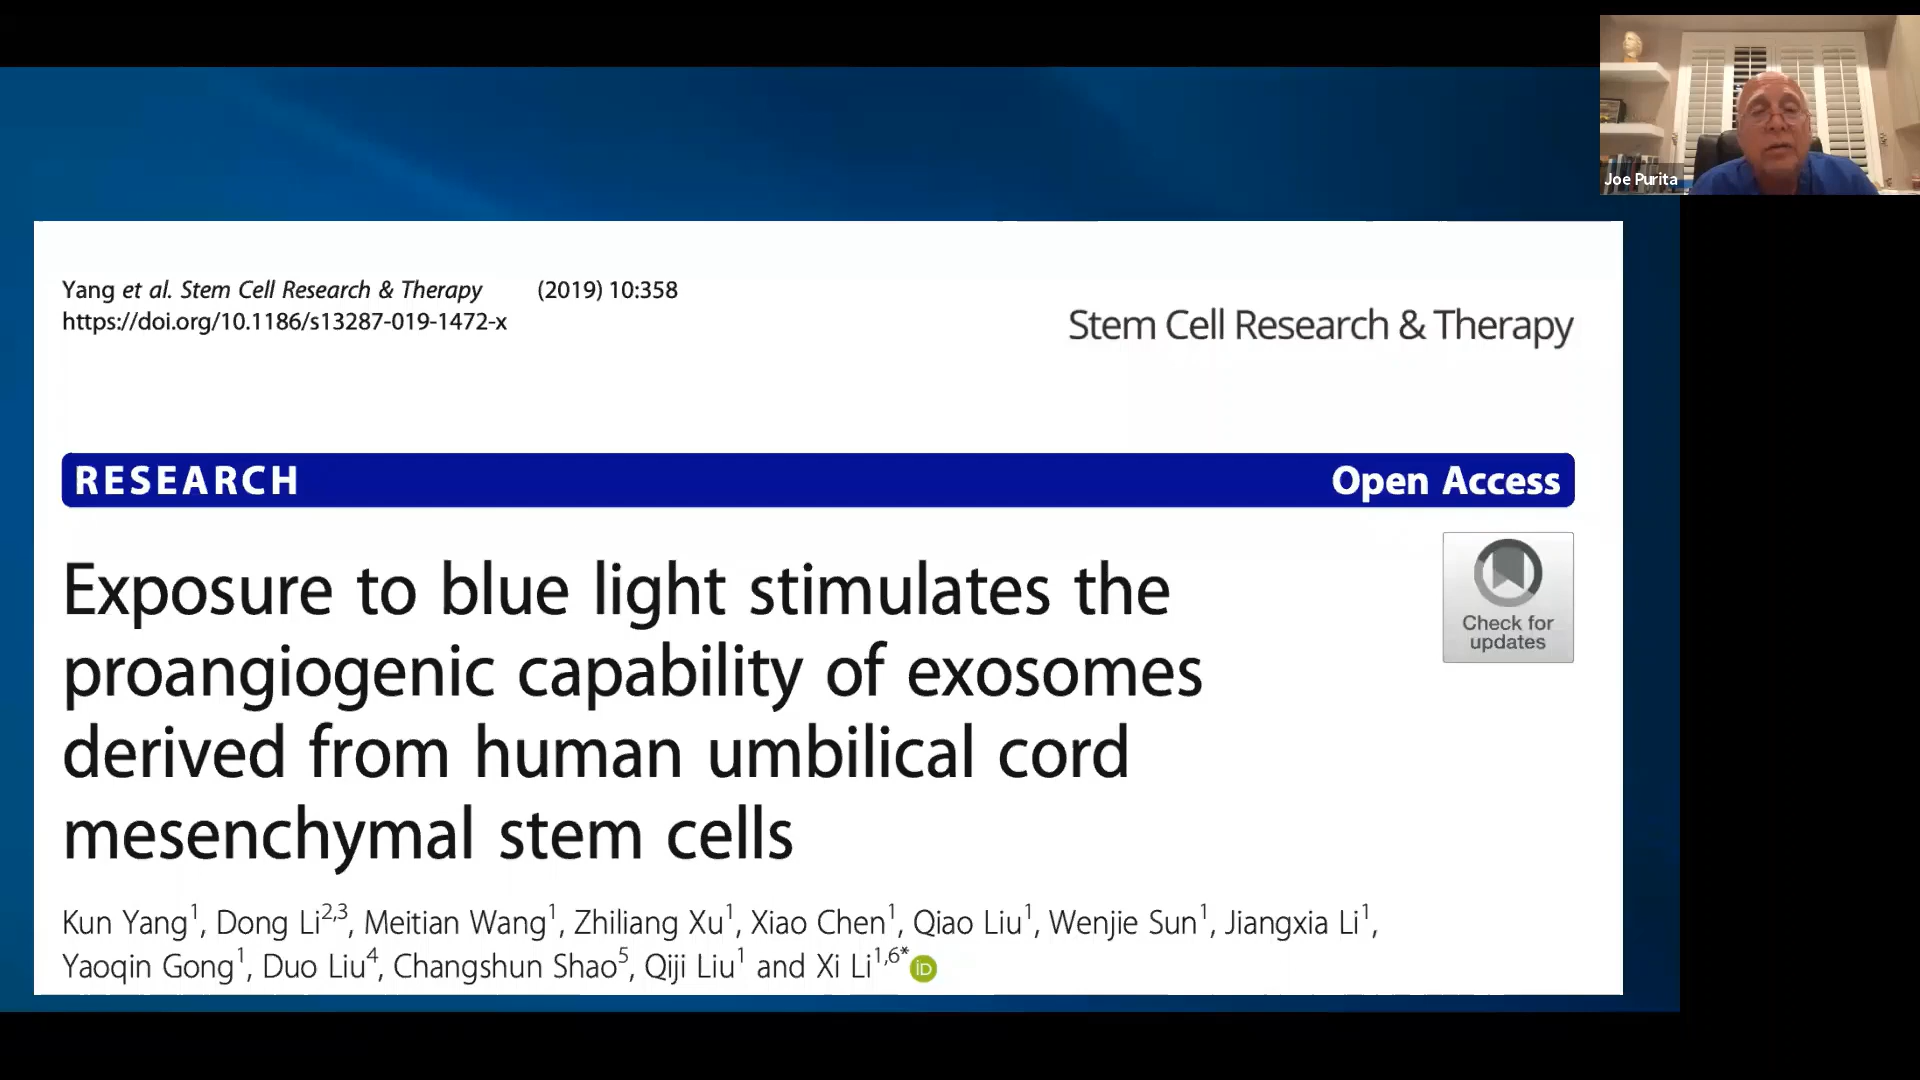 Joe Purita
Yang et al. Stem Cell Research & Therapy (2019) 10:358
https://doi.org/10.1186/s13287-019-1472-x
Stem Cell Research & Therapy
RESEARCH Open Access
Exposure to blue light stimulates the
proangiogenic capability of exosomes
derived from human umbilical cord
mesenchymal stem cells
Check for
updates
Kun Yang1, Dong Li2,3, Meitian Wang1, Zhiliang Xu1, Xiao Chen1, Qiao Liu1, Wenjie Sun1, Jiangxia Li1,
Yaoqin Gong1, Duo Liu4, Changshun Shao5, Qiji Liu1 and Xi Li1,6* iD